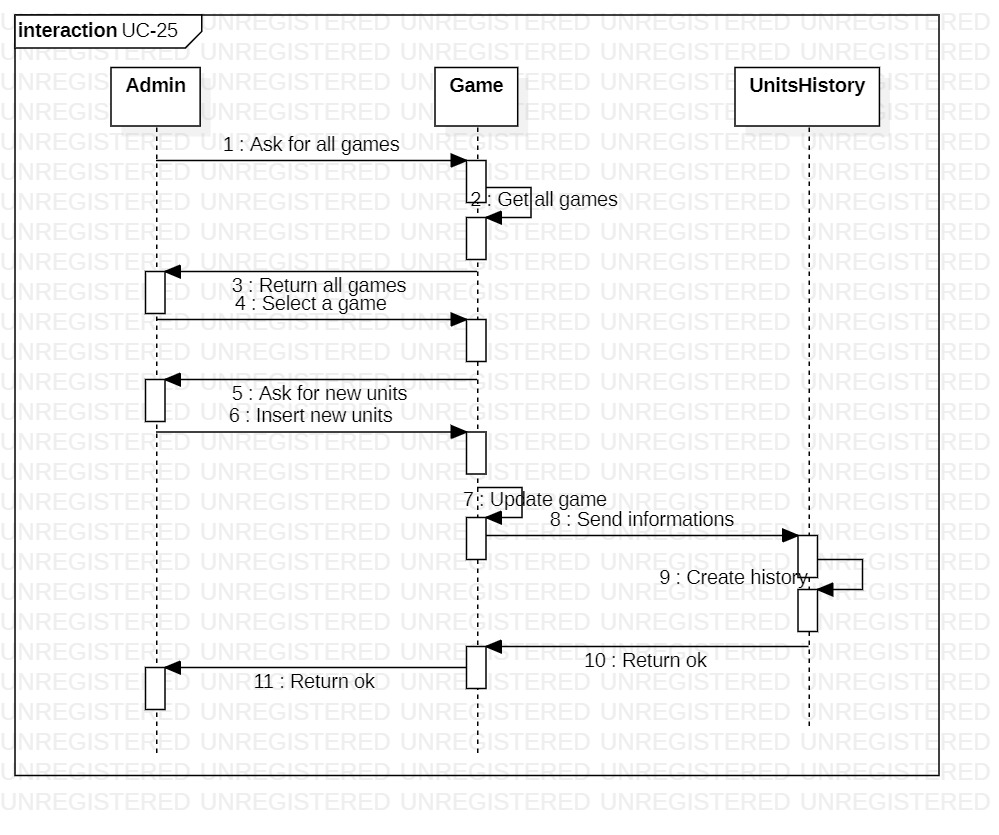 interaction UC-25
Admin
Game
UnitsHistory
1 : Ask for all games
2 : Get all games
3 : Return all games
4 : Select a game
5 : Ask for new units
6 : Insert new units
7 : Update game
8 : Send informations
9 : Create history
10 : Return ok
11 : Return ok
UNREGISTERED